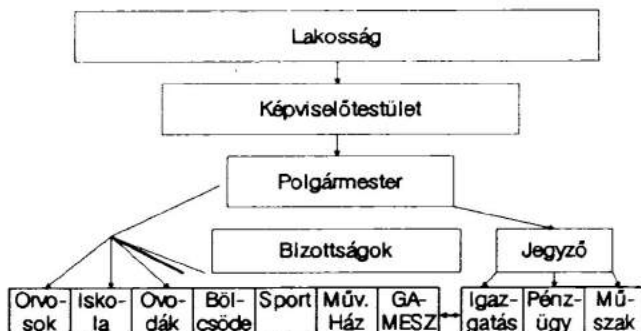 Lakosság
Képviselőtestület
Polgármester
Bizottságok
Jegyző
Orvo-
sok
Isko-
la
Ovo-
dák
Böl-
csöde
Sport
Műv.
Ház
GA-
MESZ
Igaz-
gatás
Pénz-
ügy
Mű-
szak